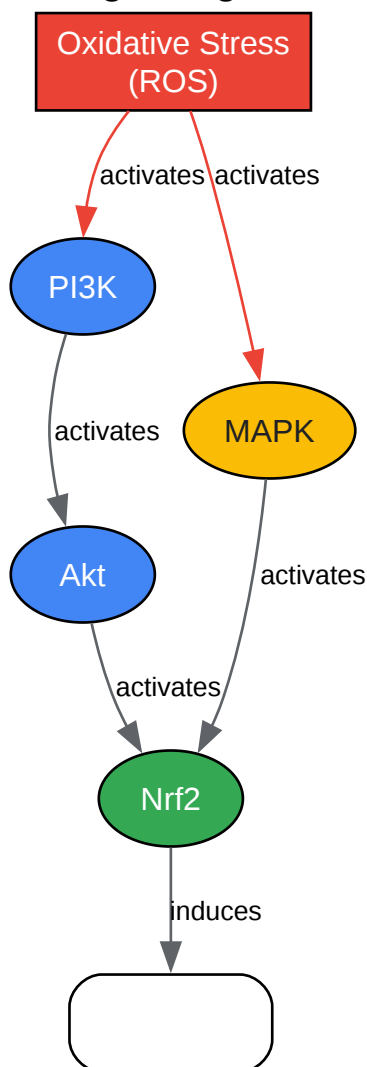 Oxidative Stress
(ROS)
activates
activates
PI3K
activates
MAPK
Akt
activates
activates
Nrf2
induces